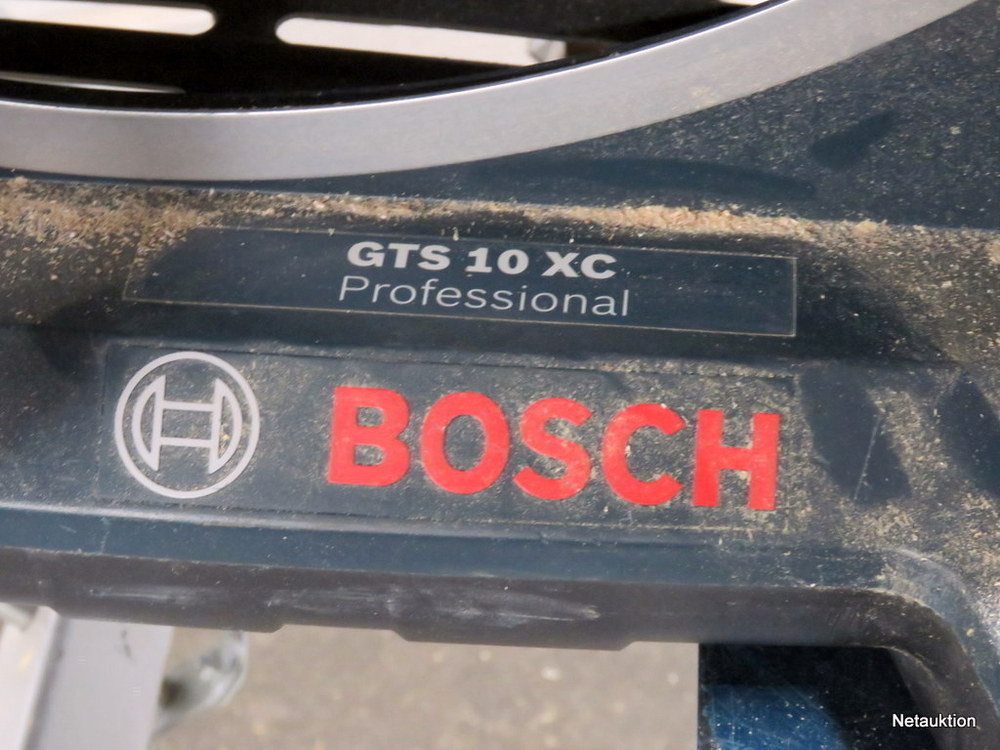 GTS 10 XC
Professional
BOSCH
Netauktion